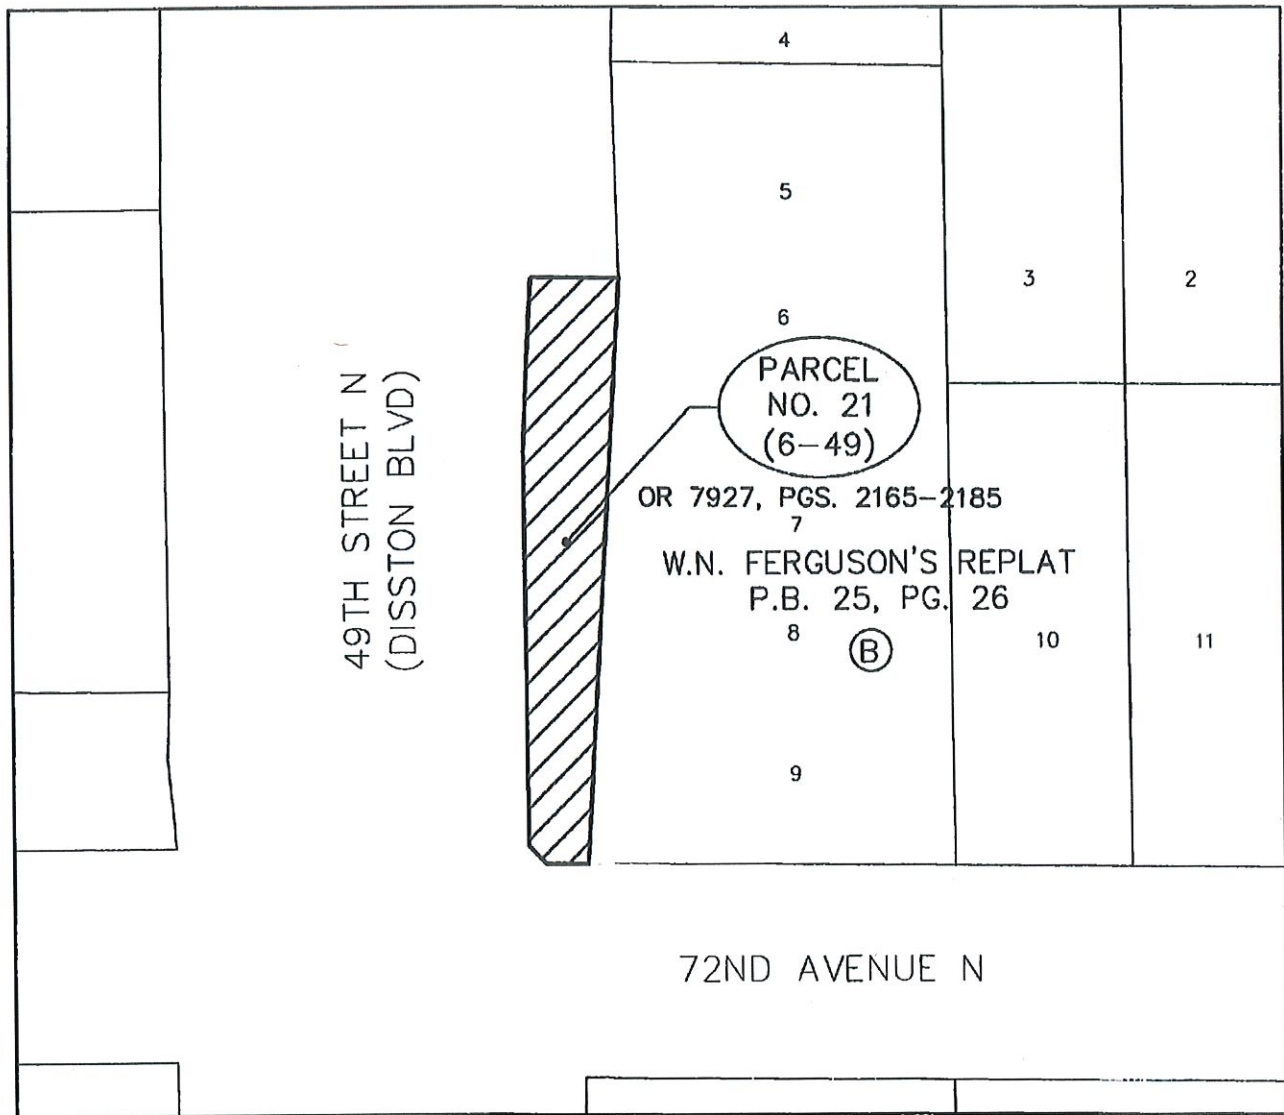 4
5
3
2
6
49TH STREET N
(DISSTON BLVD)
PARCEL
NO. 21
(6-49)
OR 7927, PGS. 2165-2185
7
W.N. FERGUSON'S REPLAT
P.B. 25, PG. 26
8
B
10
11
9
72ND AVENUE N